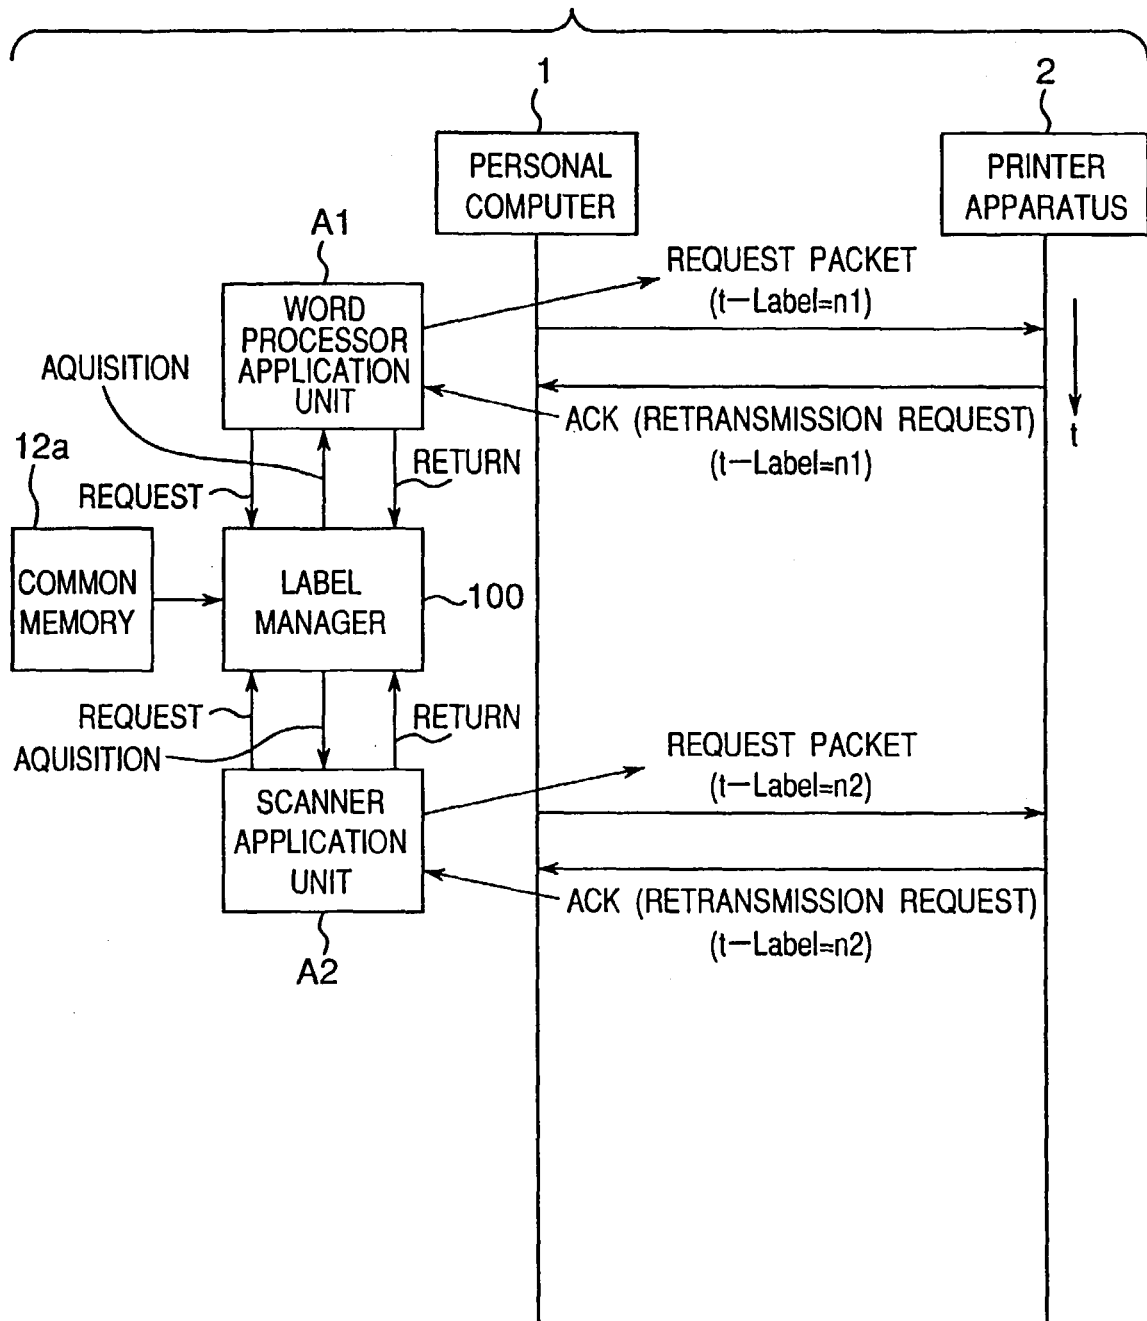 1
2
PERSONAL
COMPUTER
PRINTER
APPARATUS
A1
WORD
PROCESSOR
APPLICATION
UNIT
REQUEST PACKET
(t-Label=n1)
AQUISITION
ACK (RETRANSMISSION REQUEST)
(t-Label=n1)
t
12a
REQUEST
RETURN
COMMON
MEMORY
LABEL
MANAGER
100
REQUEST
RETURN
AQUISITION
REQUEST PACKET
(t-Label=n2)
SCANNER
APPLICATION
UNIT
ACK (RETRANSMISSION REQUEST)
(t-Label=n2)
A2